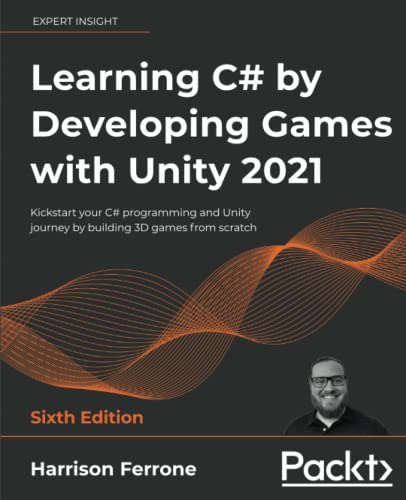 EXPERT INSIGHT
Learning C# by
Developing Games
with Unity 2021
Kickstart your C# programming and Unity
journey by building 3D games from scratch
Sixth Edition
Harrison Ferrone
Packt>